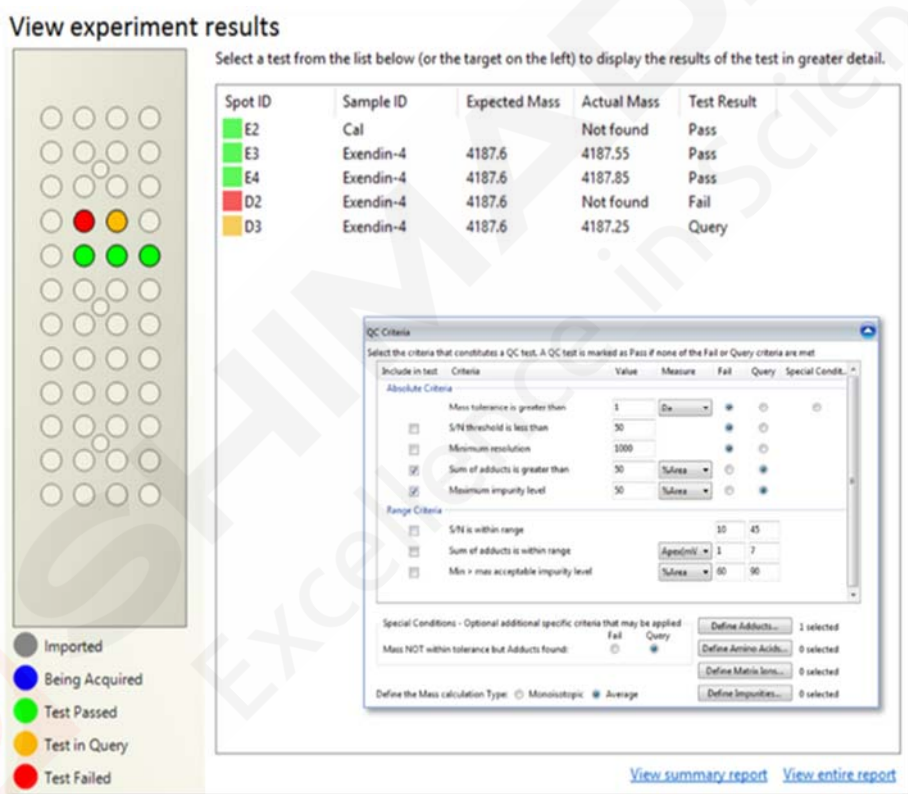 View experiment results
Select a test from the list below (or the target on the left) to display the results of the test in greater detail.
Spot ID Sample ID Expected Mass Actual Mass Test Result
E2 Cal Not found Pass
E3 Exendin-4 4187.6 4187.55 Pass
E4 Exendin-4 4187.6 4187.85 Pass
D2 Exendin-4 4187.6 Not found Fail
D3 Exendin-4 4187.6 4187.25 Query
QC Criteria
Select the criteria that constitutes a QC test. A QC test is marked as Pass if none of the Fail or Query criteria are met
Include in test Criteria Value Measure Fail Query Special Condit..
Absolute Criteria
Mass tolerance is greater than 1 Da
S/N threshold is less than 50
Minimum resolution 1000
Sum of adducts is greater than 50 %Area
Maximum impurity level 50 %Area
Range Criteria
S/N is within range 10 45
Sum of adducts is within range Apex(mV 1 7
Min > max acceptable impurity level %Area 60 90
Special Conditions - Optional additional specific criteria that may be applied
Fail Query
Mass NOT within tolerance but Adducts found:
Define Adducts... 1 selected
Define Amino Acids... 0 selected
Define Matrix Ions... 0 selected
Define the Mass calculation Type: Monoisotopic Average
Define Impurities... 0 selected
Imported
Being Acquired
Test Passed
Test in Query
Test Failed
View summary report View entire report
SHIMAD
Excellence in Scien